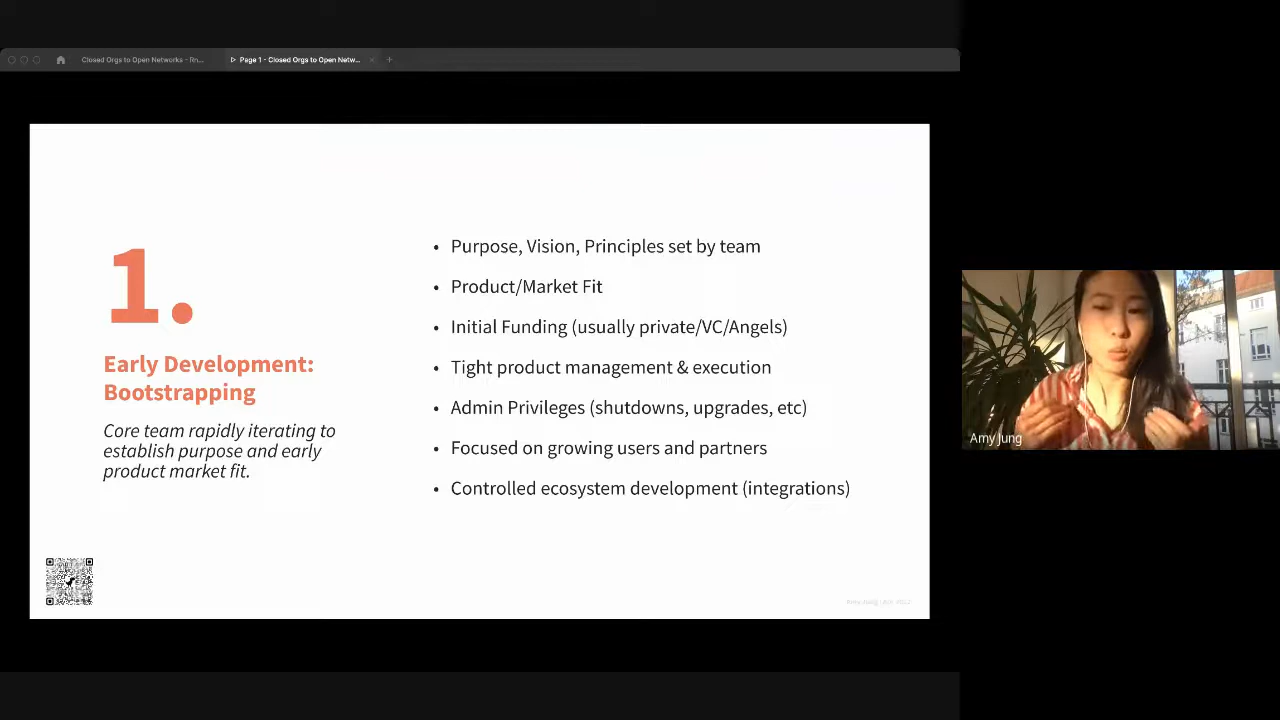 Closed Orgs to Open Networks - Rn...
Page 1 - Closed Orgs to Open Netw...
1.
Early Development:
Bootstrapping
Core team rapidly iterating to
establish purpose and early
product market fit.
• Purpose, Vision, Principles set by team
• Product/Market Fit
• Initial Funding (usually private/VC/Angels)
• Tight product management & execution
• Admin Privileges (shutdowns, upgrades, etc)
• Focused on growing users and partners
• Controlled ecosystem development (integrations)
Amy Jung
Amy Jung